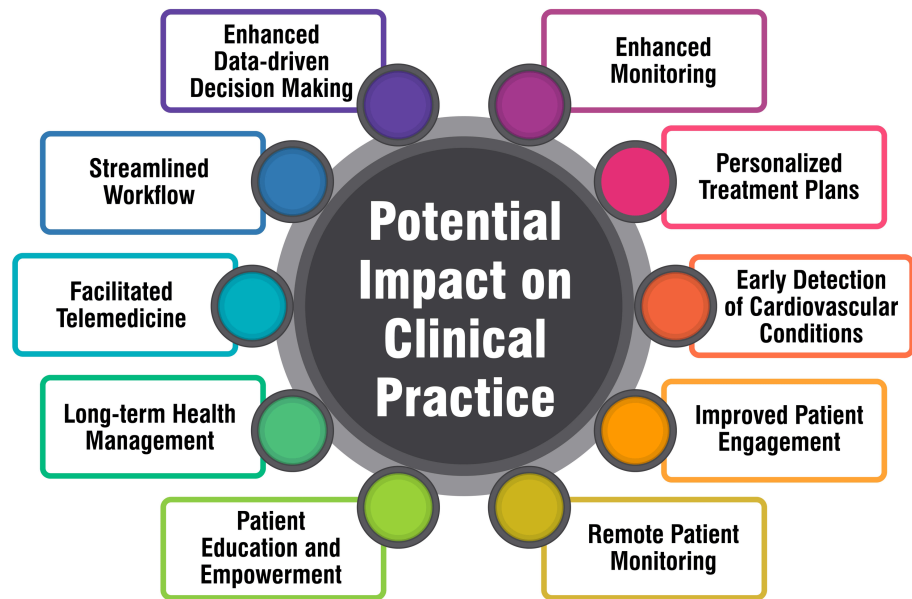 Enhanced
Data-driven
Decision Making
Enhanced
Monitoring
Streamlined
Workflow
Personalized
Treatment Plans
Potential
Impact on
Clinical
Practice
Facilitated
Telemedicine
Early Detection
of Cardiovascular
Conditions
Long-term Health
Management
Improved Patient
Engagement
Patient
Education and
Empowerment
Remote Patient
Monitoring